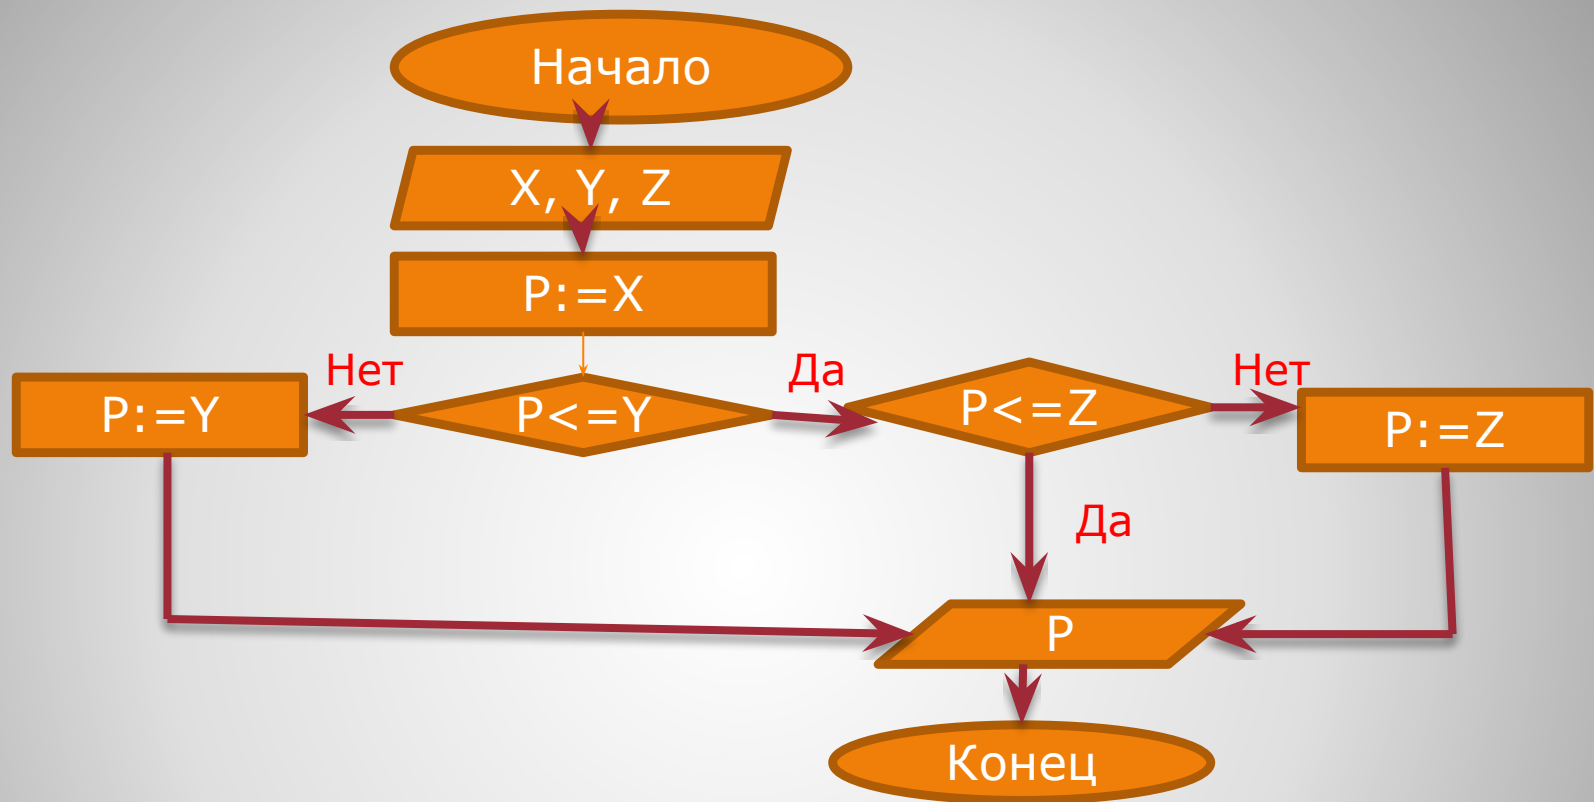 Начало
X, Y, Z
P:=X
Нет
Да
Нет
P:=Y
P<=Y
P<=Z
P:=Z
Да
P
Конец